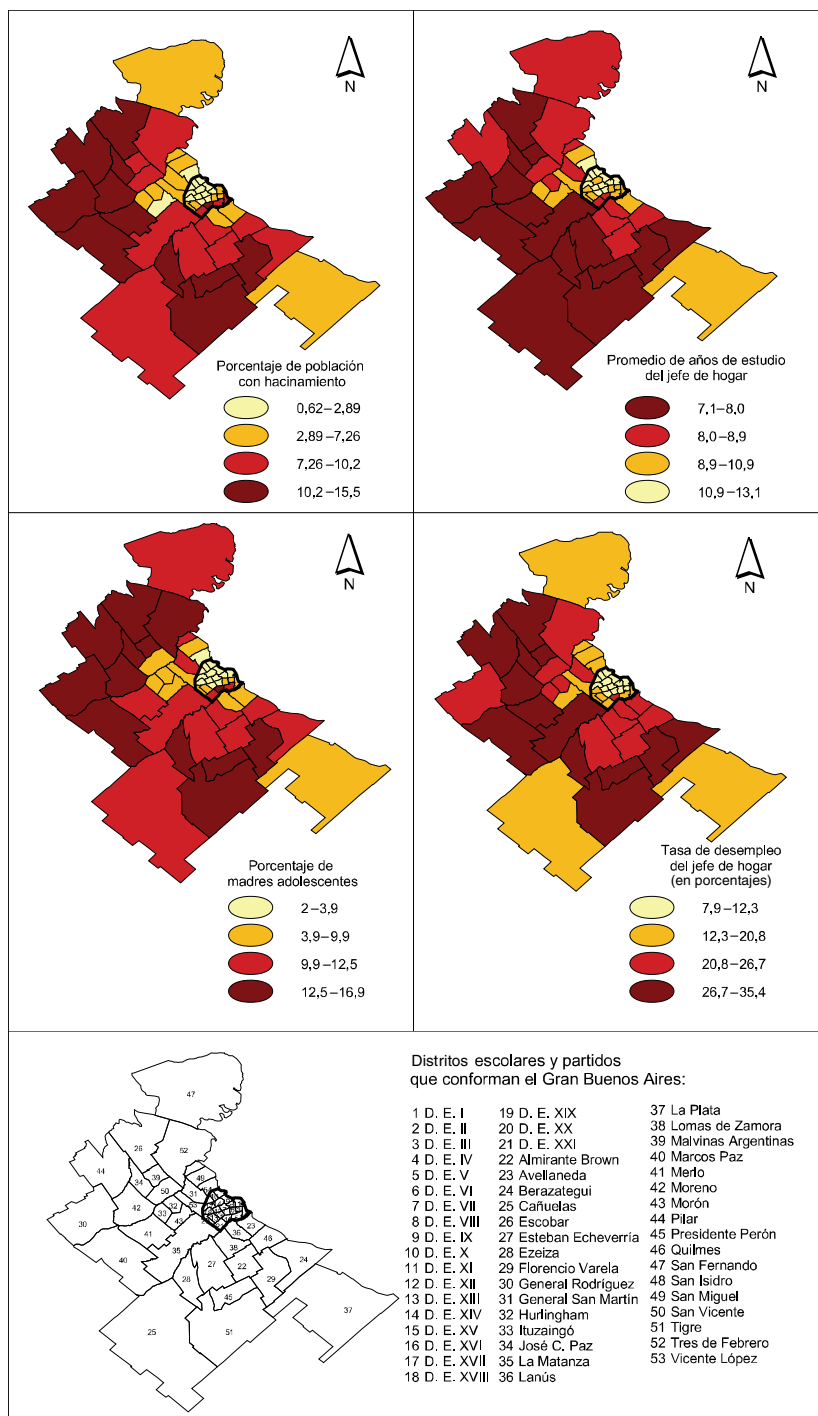 N
Porcentaje de población
con hacinamiento
0,62–2,89
2,89–7,26
7,26–10,2
10,2–15,5
N
Promedio de años de estudio
del jefe de hogar
7,1–8,0
8,0–8,9
8,9–10,9
10,9–13,1
N
Porcentaje de
madres adolescentes
2–3,9
3,9–9,9
9,9–12,5
12,5–16,9
N
Tasa de desempleo
del jefe de hogar
(en porcentajes)
7,9–12,3
12,3–20,8
20,8–26,7
26,7–35,4
47
26
52
44
34
39
50
49
31
42
33
32
43
30
41
40
35
36
23
46
38
27
22
24
28
29
45
37
25
51
Distritos escolares y partidos
que conforman el Gran Buenos Aires:
1 D. E. I
2 D. E. II
3 D. E. III
4 D. E. IV
5 D. E. V
6 D. E. VI
7 D. E. VII
8 D. E. VIII
9 D. E. IX
10 D. E. X
11 D. E. XI
12 D. E. XII
13 D. E. XIII
14 D. E. XIV
15 D. E. XV
16 D. E. XVI
17 D. E. XVII
18 D. E. XVIII
19 D. E. XIX
20 D. E. XX
21 D. E. XXI
22 Almirante Brown
23 Avellaneda
24 Berazategui
25 Cañuelas
26 Escobar
27 Esteban Echeverría
28 Ezeiza
29 Florencio Varela
30 General Rodríguez
31 General San Martín
32 Hurlingham
33 Ituzaingó
34 José C. Paz
35 La Matanza
36 Lanús
37 La Plata
38 Lomas de Zamora
39 Malvinas Argentinas
40 Marcos Paz
41 Merlo
42 Moreno
43 Morón
44 Pilar
45 Presidente Perón
46 Quilmes
47 San Fernando
48 San Isidro
49 San Miguel
50 San Vicente
51 Tigre
52 Tres de Febrero
53 Vicente López